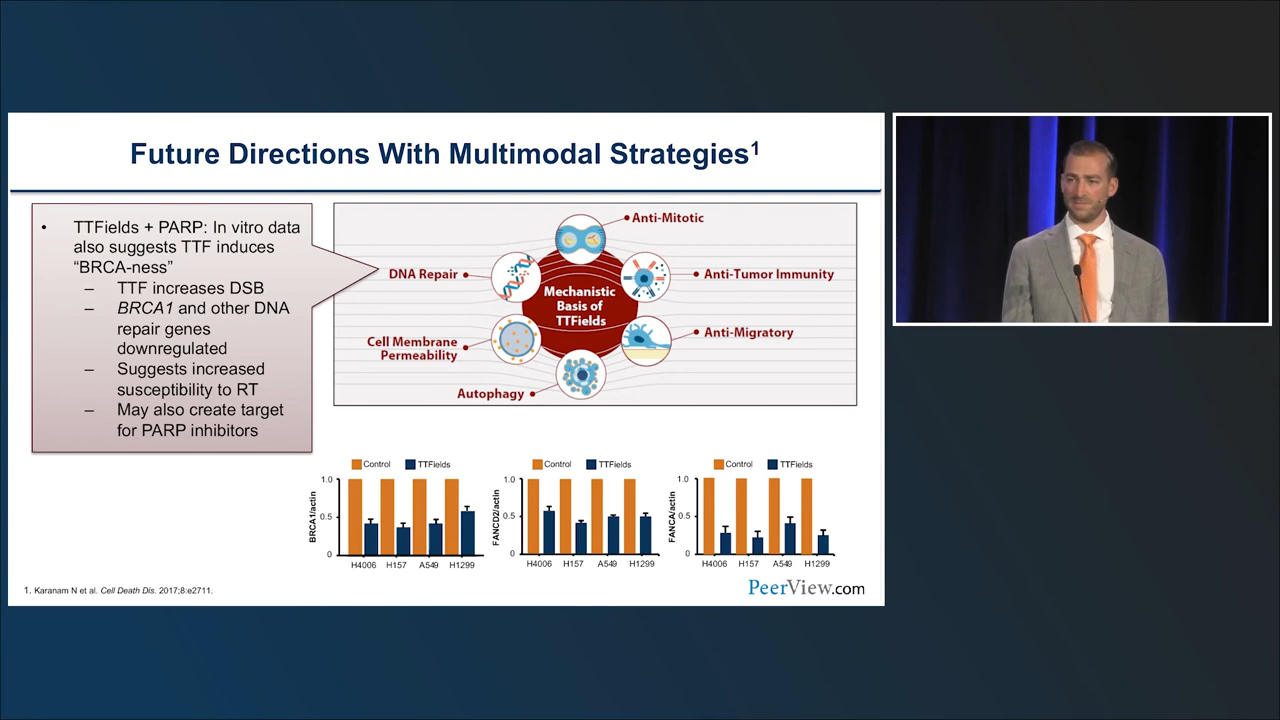 Future Directions With Multimodal Strategies1
• TTFields + PARP: In vitro data
also suggests TTF induces
“BRCA-ness”
– TTF increases DSB
– BRCA1 and other DNA
repair genes
downregulated
– Suggests increased
susceptibility to RT
– May also create target
for PARP inhibitors
Anti-Mitotic
DNA Repair
Anti-Tumor Immunity
Mechanistic
Basis of
TTFields
Cell Membrane
Permeability
Anti-Migratory
Autophagy
Control TTFields
BRCA1/actin
1.0
0.5
0
H4006 H157 A549 H1299
Control TTFields
FANCD2/actin
1.0
0.5
0
H4006 H157 A549 H1299
Control TTFields
FANCA/actin
1.0
0.5
0
H4006 H157 A549 H1299
1. Karanam N et al. Cell Death Dis. 2017;8:e2711.
PeerView.com